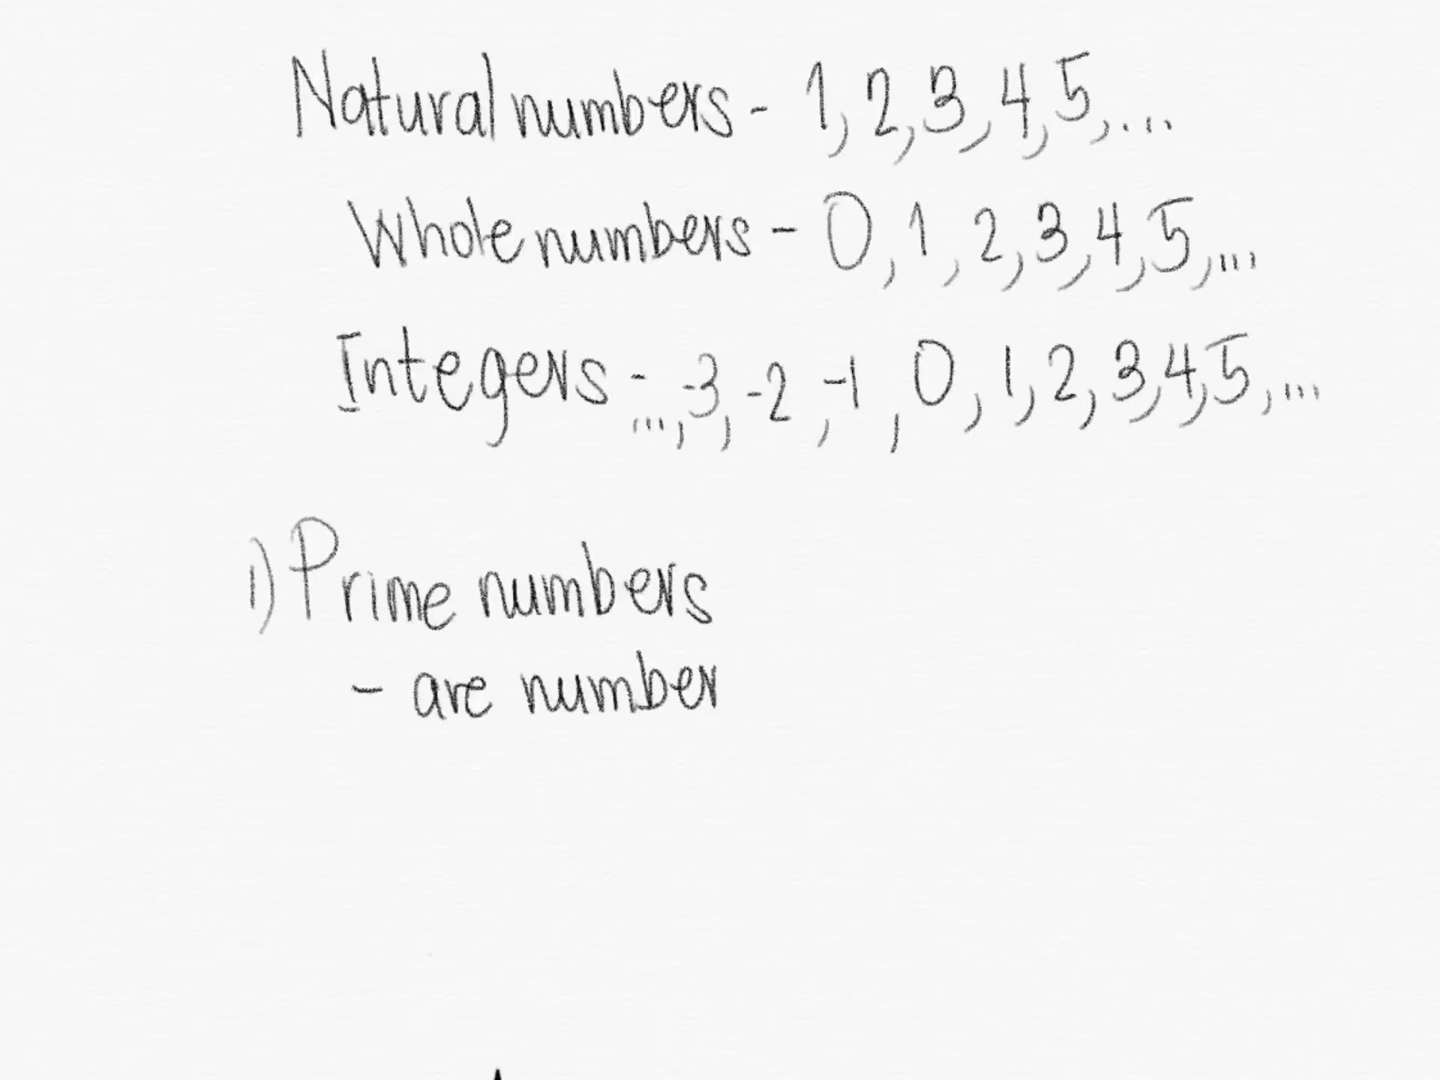 Natural numbers - 1, 2, 3, 4, 5, ...
Whole numbers - 0, 1, 2, 3, 4, 5, ...
Integers - ..., -3, -2, -1, 0, 1, 2, 3, 4, 5, ...
1) Prime numbers
- are number